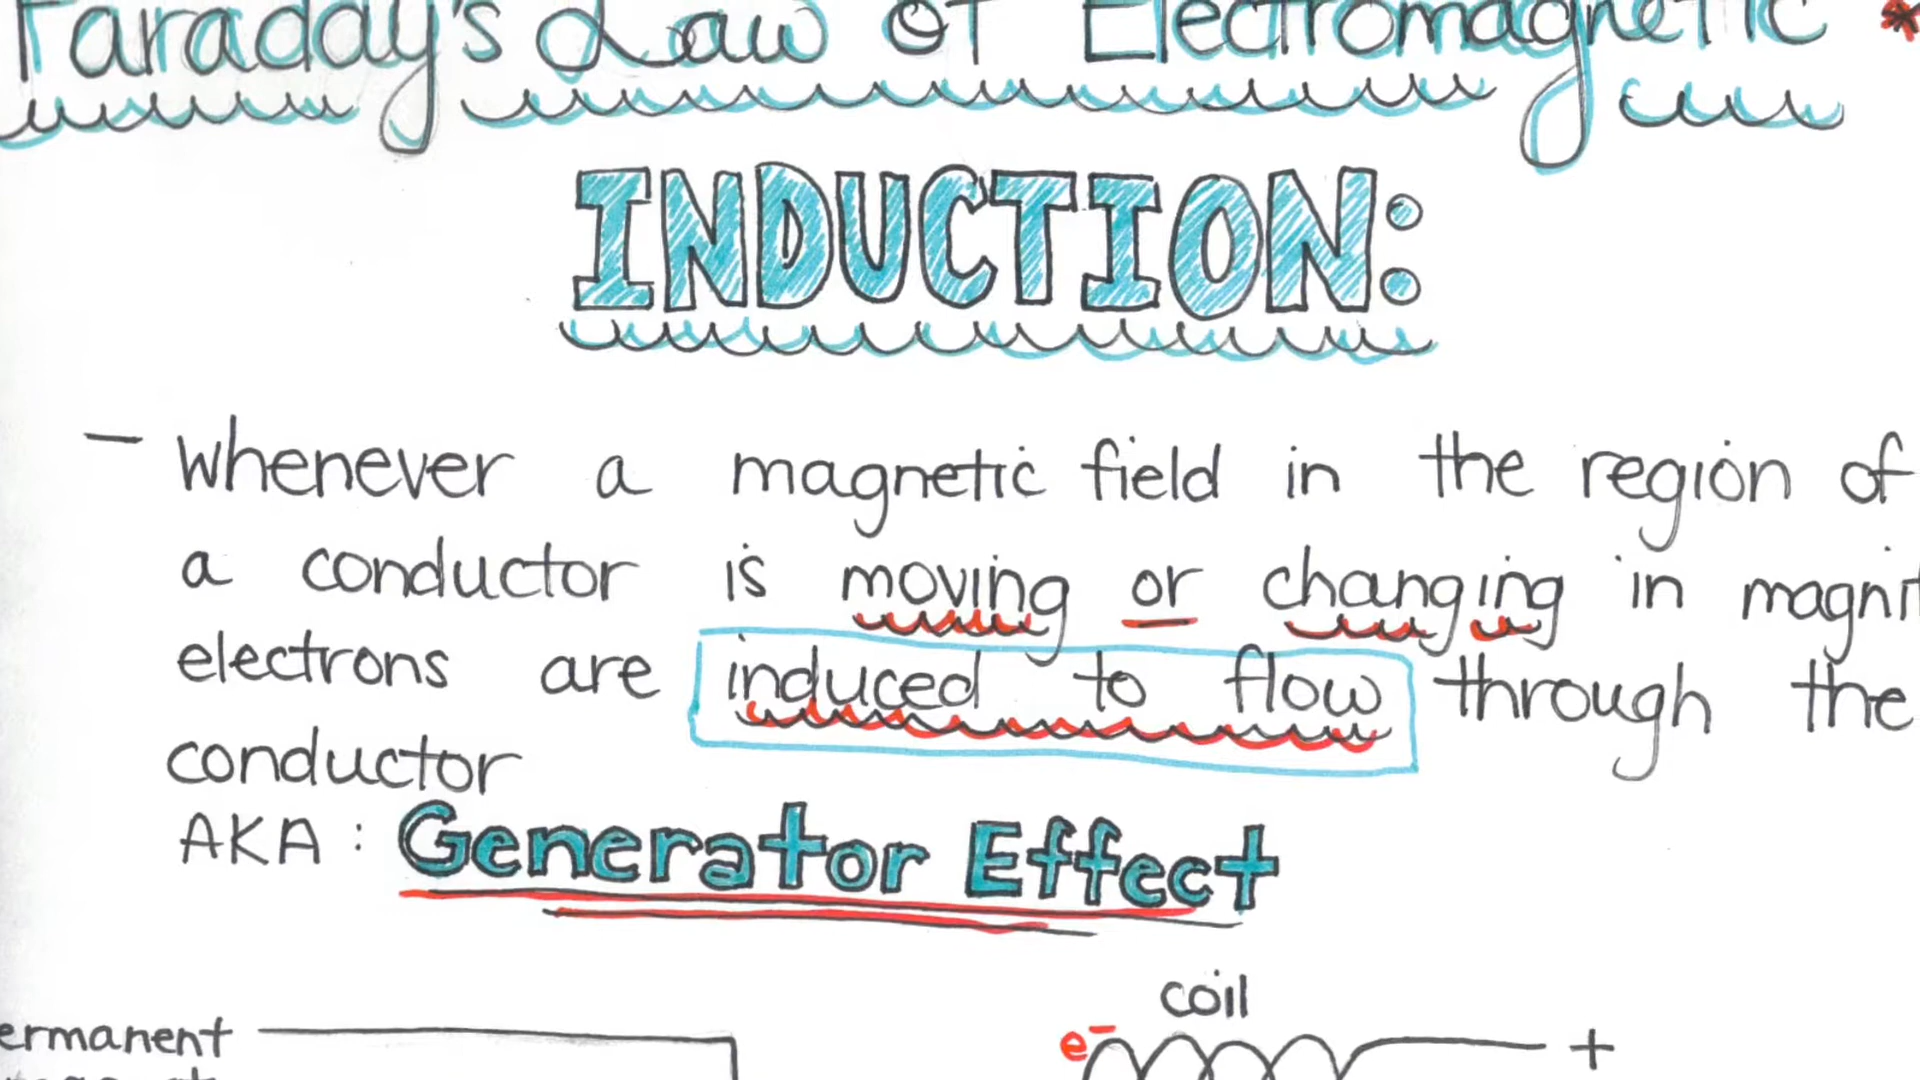 Faraday's Law of Electromagnetic *
INDUCTION:
- Whenever a magnetic field in the region of
a conductor is moving or changing in magnit
electrons are induced to flow through the
conductor
AKA: Generator Effect
coil
ermanent
e⁻
+